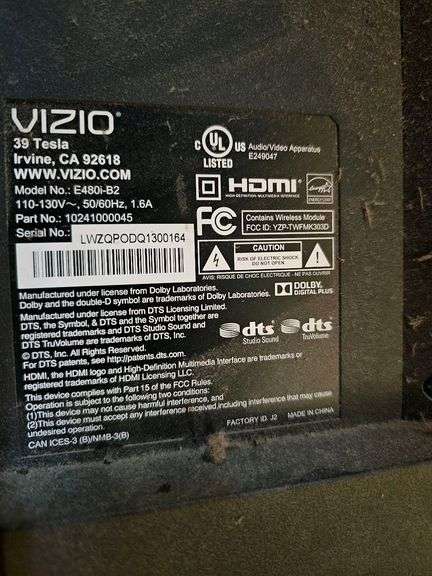 VIZIO®
39 Tesla
Irvine, CA 92618
WWW.VIZIO.COM
Model No.: E480i-B2
110-130V~, 50/60Hz, 1.6A
Part No.: 10241000045
Serial No.:
LWZQPODQ1300164
C UL US
LISTED
Audio/Video Apparatus
E249047
HDMI
HIGH-DEFINITION MULTIMEDIA INTERFACE
ENERGY STAR
FC
Contains Wireless Module
FCC ID: YZP-TWFMK303D
CAUTION
RISK OF ELECTRIC SHOCK
DO NOT OPEN
AVIS: RISQUE DE CHOC ELECTRIQUE - NE PAS OUVRIR
Manufactured under license from Dolby Laboratories.
Dolby and the double-D symbol are trademarks of Dolby Laboratories.
DOLBY
DIGITAL PLUS
Manufactured under license from DTS Licensing Limited.
DTS, the Symbol, & DTS and the Symbol together are
registered trademarks and DTS Studio Sound and
DTS TruVolume are trademarks of DTS, Inc.
© DTS, Inc. All Rights Reserved.
For DTS patents, see http://patents.dts.com.
dts
Studio Sound
dts
TruVolume
HDMI, the HDMI logo and High-Definition Multimedia Interface are trademarks or
registered trademarks of HDMI Licensing LLC.
This device complies with Part 15 of the FCC Rules.
Operation is subject to the following two conditions:
(1)This device may not cause harmful interference, and
(2)This device must accept any interference received, including interference that may cause
undesired operation.
CAN ICES-3 (B)/NMB-3(B)
FACTORY ID. J2
MADE IN CHINA